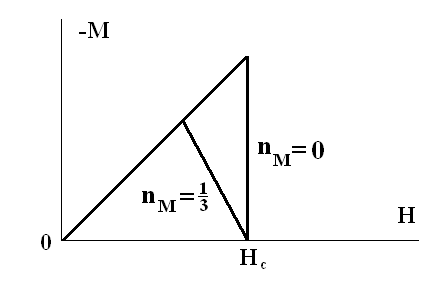 -M
n_M = 0
n_M = 1/3
H
0
H_c